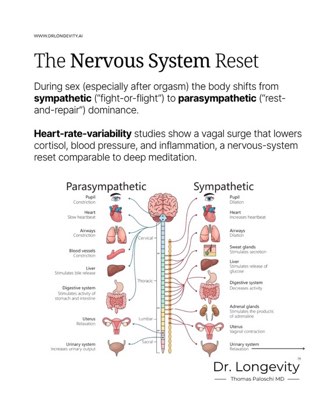 WWW.DRLONGEVITY.AI
The Nervous System Reset
During sex (especially after orgasm) the body shifts from
sympathetic ("fight-or-flight") to parasympathetic ("rest-
and-repair") dominance.
Heart-rate-variability studies show a vagal surge that lowers
cortisol, blood pressure, and inflammation, a nervous-system
reset comparable to deep meditation.
Parasympathetic
Pupil
Constriction
Heart
Slow heartbeat
Airways
Constriction
Blood vessels
Constriction
Liver
Stimulates bile release
Digestive system
Stimulates activity of
stomach and intestine
Uterus
Relaxation
Urinary system
Increases urinary output
Cervical
Thoracic
Lumbar
Sacral
Sympathetic
Pupil
Dilation
Heart
Increases heartbeat
Airways
Dilation
Sweat glands
Stimulates secretion
Liver
Stimulates release of
glucose
Digestive system
Decreases activity
Adrenal glands
Stimulates the production
of adrenaline
Uterus
Vaginal contraction
Urinary system
Relaxation
Dr. Longevity
Thomas Paloschi MD